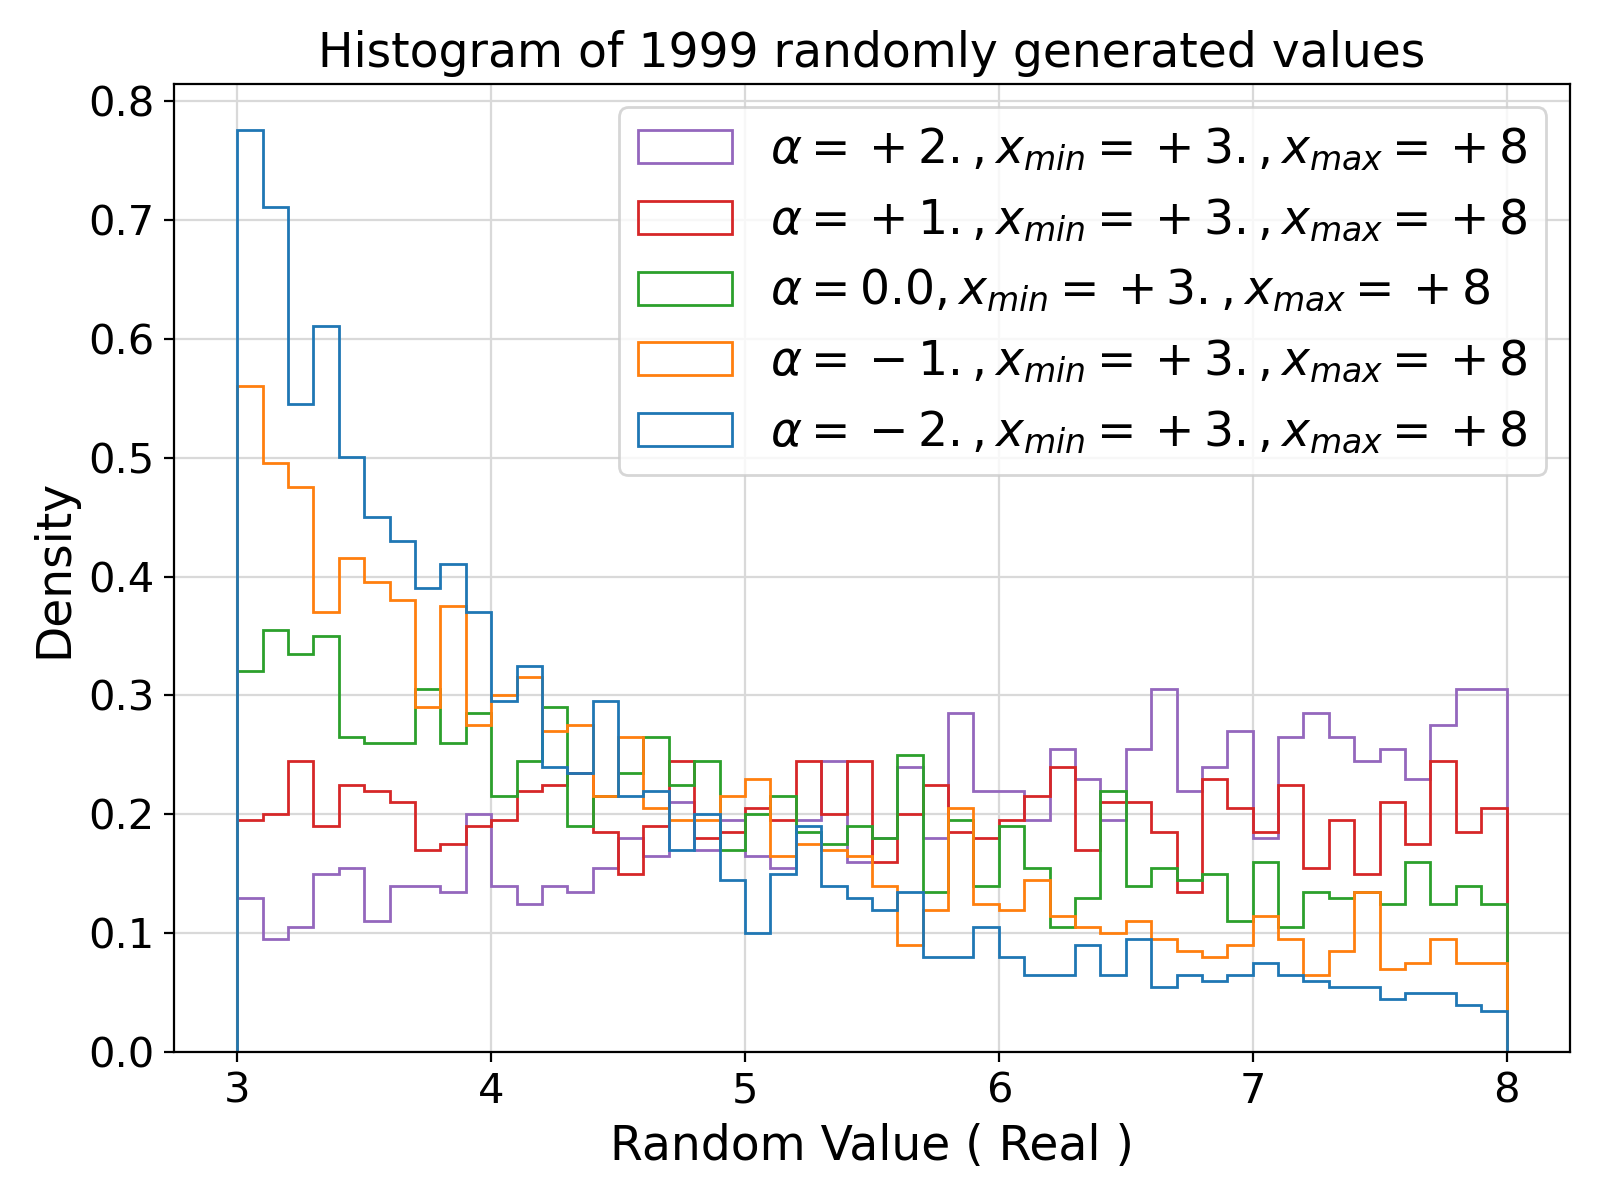 Histogram of 1999 randomly generated values
0.8
0.7
0.6
0.5
0.4
0.3
0.2
0.1
0.0
Density
α = +2., x_min = +3., x_max = +8
α = +1., x_min = +3., x_max = +8
α = 0.0, x_min = +3., x_max = +8
α = −1., x_min = +3., x_max = +8
α = −2., x_min = +3., x_max = +8
3 4 5 6 7 8
Random Value ( Real )